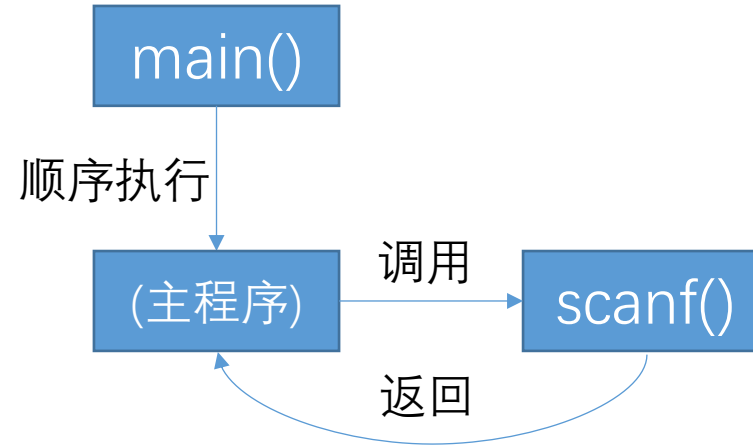 main()
顺序执行
(主程序)
调用
scanf()
返回